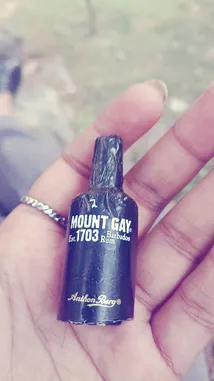 MOUNT GAY®
Est. 1703 Barbados Rum
Anthon Berg®